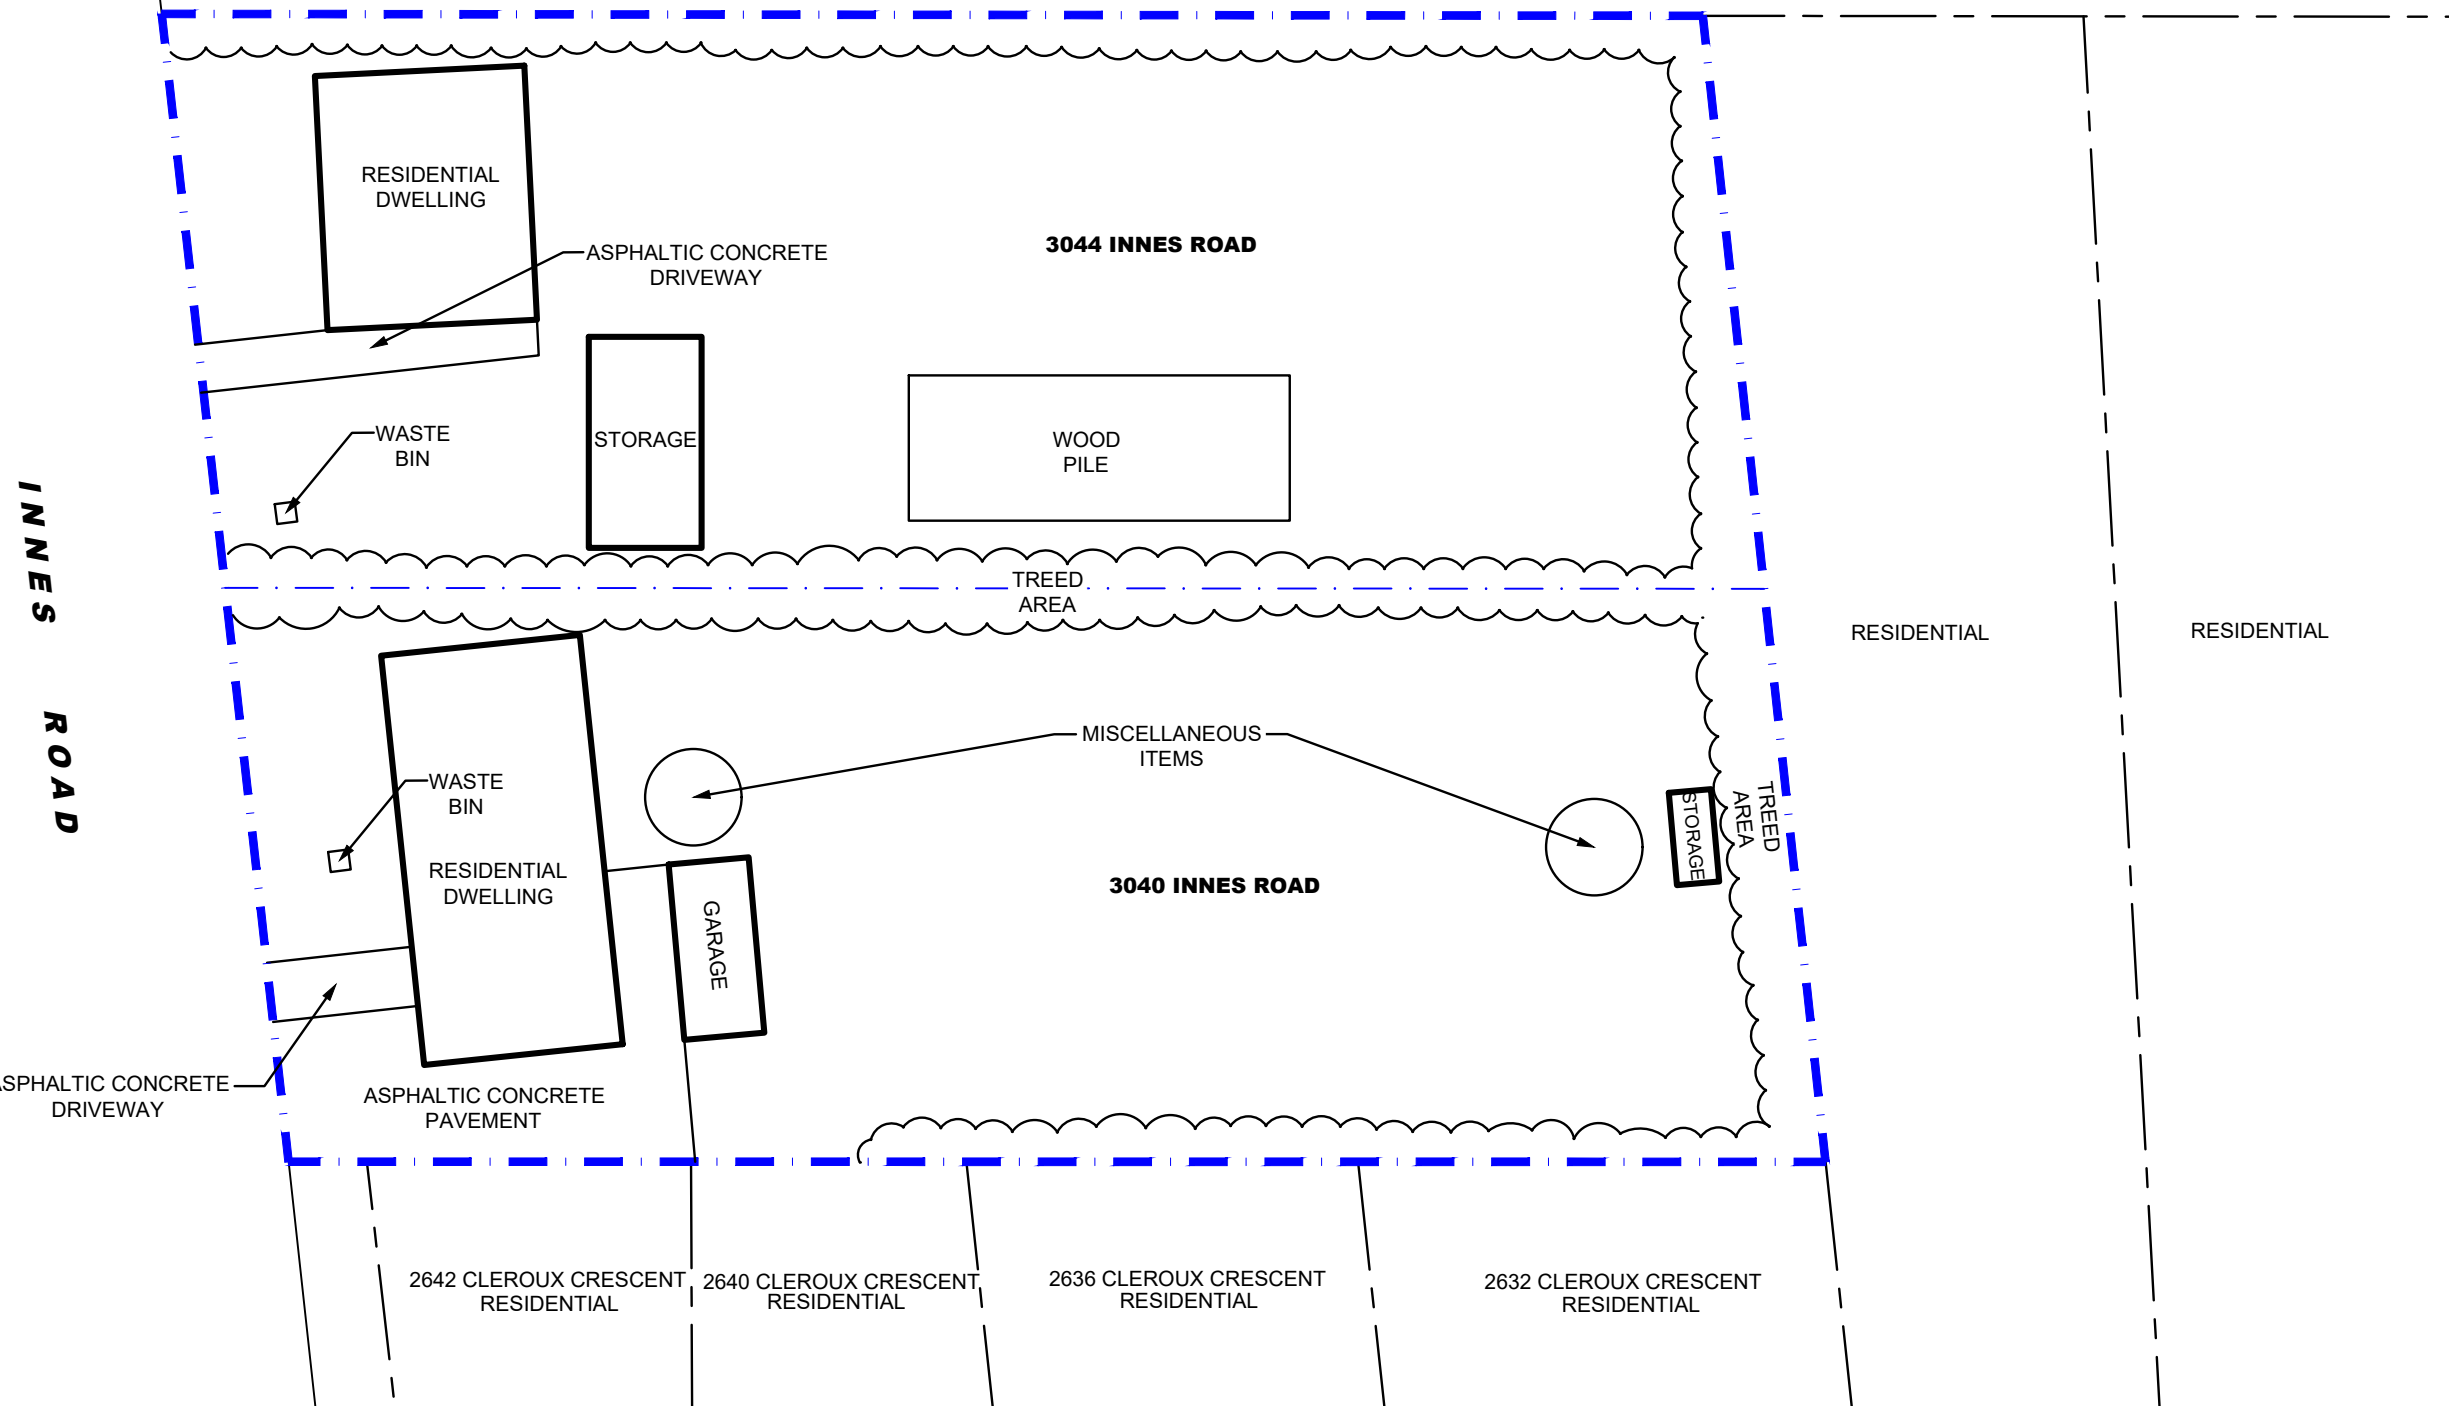 RESIDENTIAL
DWELLING
ASPHALTIC CONCRETE
DRIVEWAY
3044 INNES ROAD
WASTE
BIN
STORAGE
WOOD
PILE
INNES ROAD
TREED
AREA
RESIDENTIAL
RESIDENTIAL
MISCELLANEOUS
ITEMS
WASTE
BIN
RESIDENTIAL
DWELLING
GARAGE
3040 INNES ROAD
STORAGE
TREED
AREA
ASPHALTIC CONCRETE
DRIVEWAY
ASPHALTIC CONCRETE
PAVEMENT
2642 CLEROUX CRESCENT
RESIDENTIAL
2640 CLEROUX CRESCENT
RESIDENTIAL
2636 CLEROUX CRESCENT
RESIDENTIAL
2632 CLEROUX CRESCENT
RESIDENTIAL